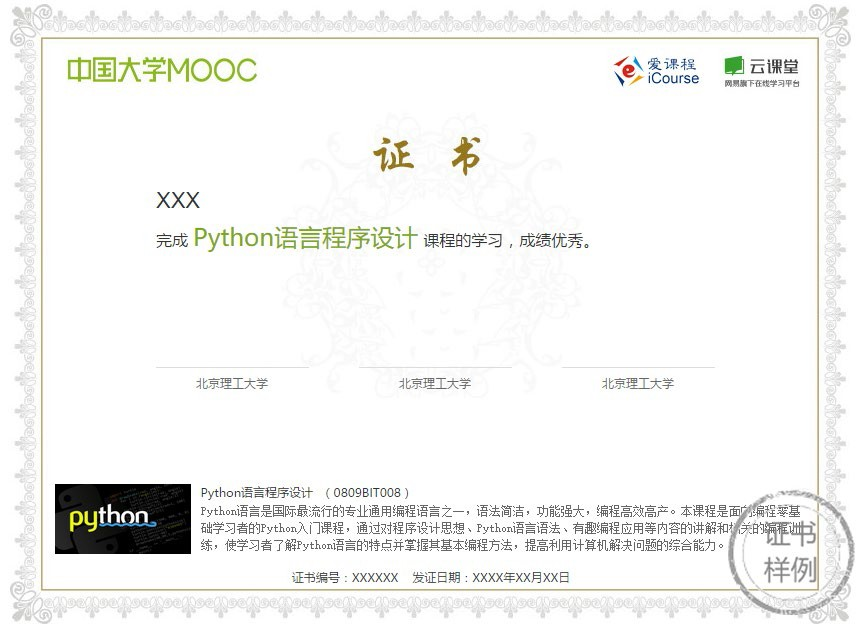 中国大学MOOC
爱课程
iCourse
云课堂
网易旗下在线学习平台
证 书
XXX
完成 Python语言程序设计 课程的学习，成绩优秀。
北京理工大学 北京理工大学 北京理工大学
python
Python语言程序设计 （0809BIT008）
Python语言是国际最流行的专业通用编程语言之一，语法简洁，功能强大，编程高效高产。本课程是面向编程零基
础学习者的Python入门课程，通过对程序设计思想、Python语言语法、有趣编程应用等内容的讲解和相关的编程训
练，使学习者了解Python语言的特点并掌握其基本编程方法，提高利用计算机解决问题的综合能力。
证书
样例
证书编号：XXXXXX 发证日期：XXXX年XX月XX日